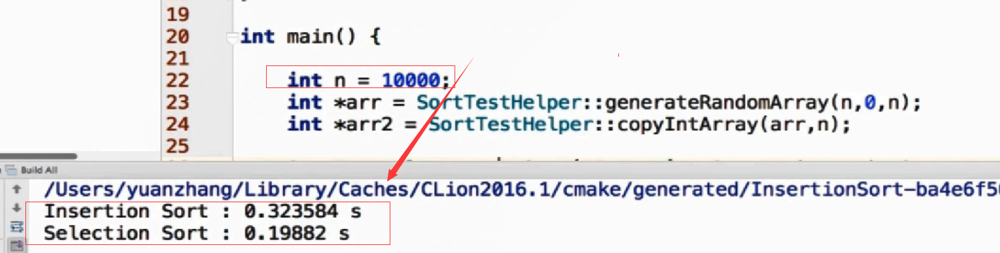 19
20 int main() {
21
22 int n = 10000;
23 int *arr = SortTestHelper::generateRandomArray(n,0,n);
24 int *arr2 = SortTestHelper::copyIntArray(arr,n);
25
Build All
/Users/yuanzhang/Library/Caches/CLion2016.1/cmake/generated/InsertionSort-ba4e6f5
Insertion Sort : 0.323584 s
Selection Sort : 0.19882 s